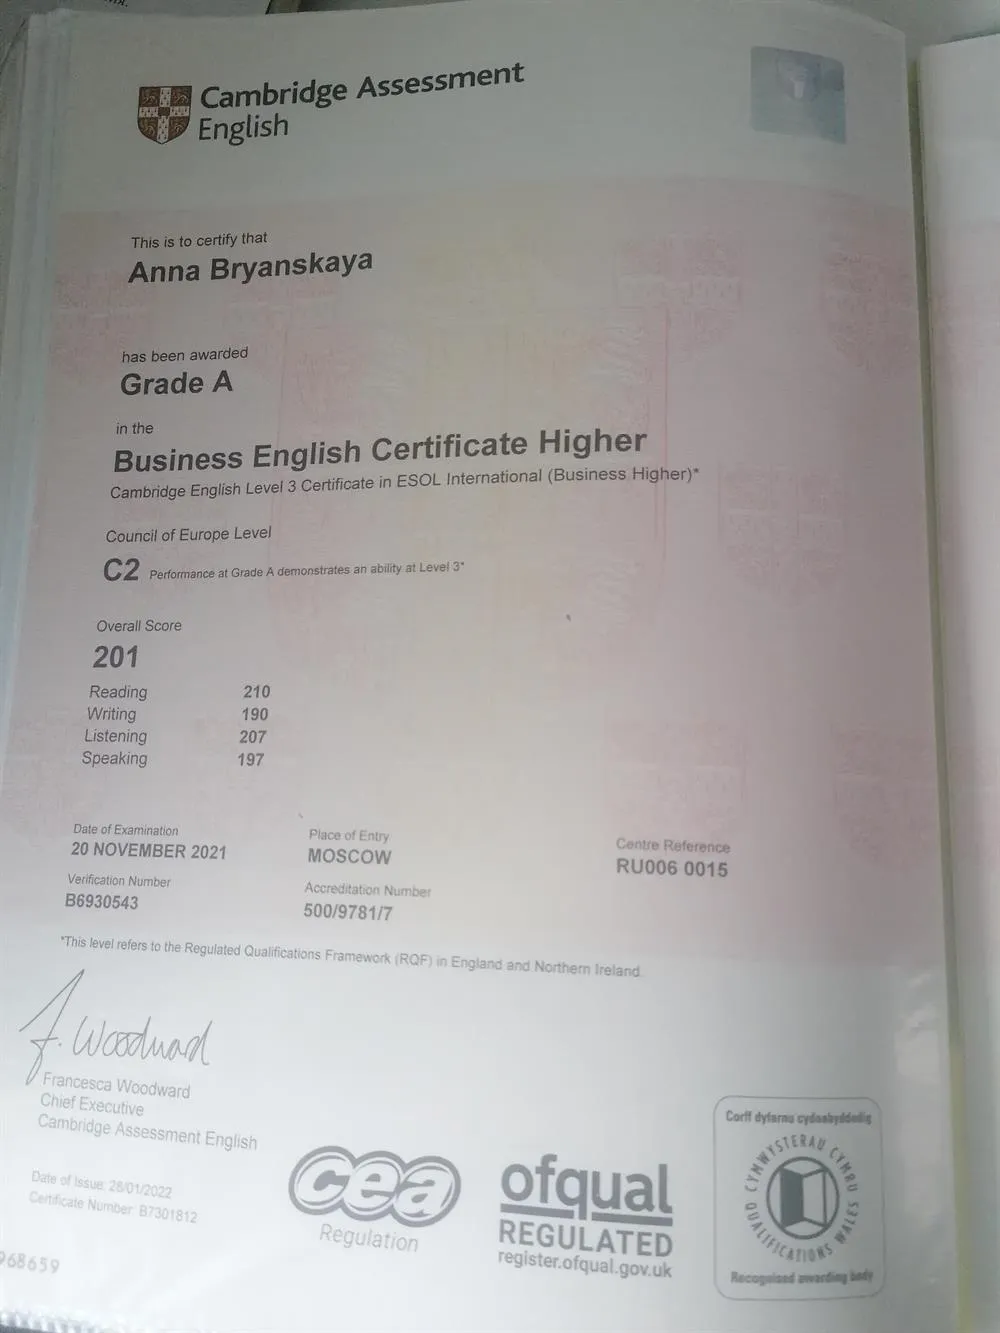 Cambridge Assessment
English
This is to certify that
Anna Bryanskaya
has been awarded
Grade A
in the
Business English Certificate Higher
Cambridge English Level 3 Certificate in ESOL International (Business Higher)*
Council of Europe Level
C2 Performance at Grade A demonstrates an ability at Level 3*
Overall Score
201
Reading 210
Writing 190
Listening 207
Speaking 197
Date of Examination
20 NOVEMBER 2021
Place of Entry
MOSCOW
Centre Reference
RU006 0015
Verification Number
B6930543
Accreditation Number
500/9781/7
*This level refers to the Regulated Qualifications Framework (RQF) in England and Northern Ireland.
F. Woodward
Francesca Woodward
Chief Executive
Cambridge Assessment English
Date of Issue: 28/01/2022
Certificate Number: B7301812
968659
cea
Regulation
ofqual
REGULATED
register.ofqual.gov.uk
Corff dyfarnu cydnabyddedig
CYMWYSTERAU CYMRU
QUALIFICATIONS WALES
Recognised awarding body